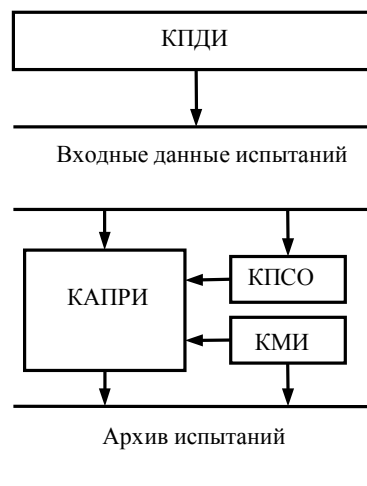 КПДИ
Входные данные испытаний
КАПРИ
КПСО
КМИ
Архив испытаний